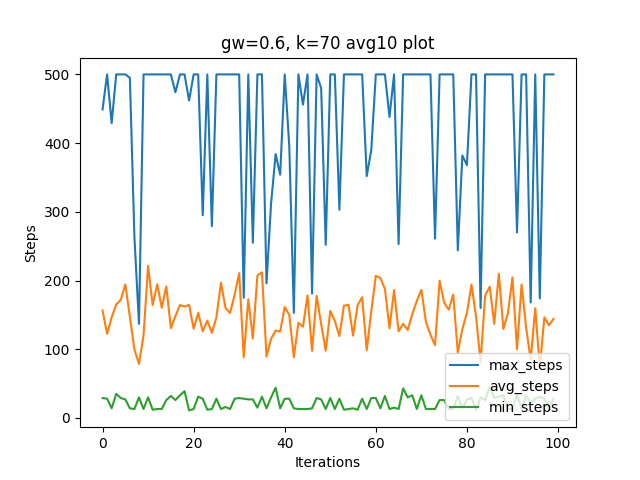 gw=0.6, k=70 avg10 plot
Steps
500
400
300
200
100
0
max_steps
avg_steps
min_steps
0 20 40 60 80 100
Iterations